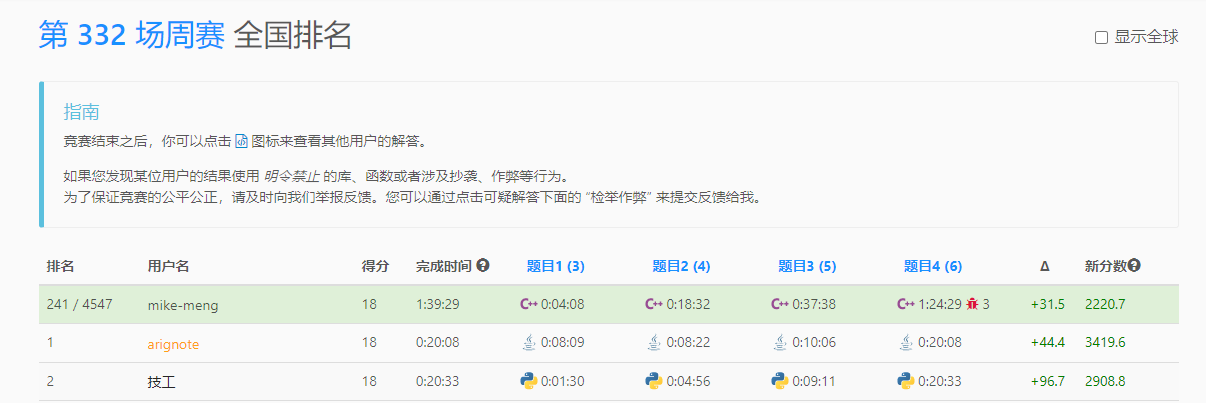 第 332 场周赛 全国排名
显示全球
指南
竞赛结束之后，你可以点击 图标来查看其他用户的解答。
如果您发现某位用户的结果使用 明令禁止 的库、函数或者涉及抄袭、作弊等行为。
为了保证竞赛的公平公正，请及时向我们举报反馈。您可以通过点击可疑解答下面的 “检举作弊” 来提交反馈给我。
排名 用户名 得分 完成时间 题目1 (3) 题目2 (4) 题目3 (5) 题目4 (6) Δ 新分数
241 / 4547 mike-meng 18 1:39:29 C++ 0:04:08 C++ 0:18:32 C++ 0:37:38 C++ 1:24:29 3 +31.5 2220.7
1 arignote 18 0:20:08 0:08:09 0:08:22 0:10:06 0:20:08 +44.4 3419.6
2 技工 18 0:20:33 0:01:30 0:04:56 0:09:11 0:20:33 +96.7 2908.8